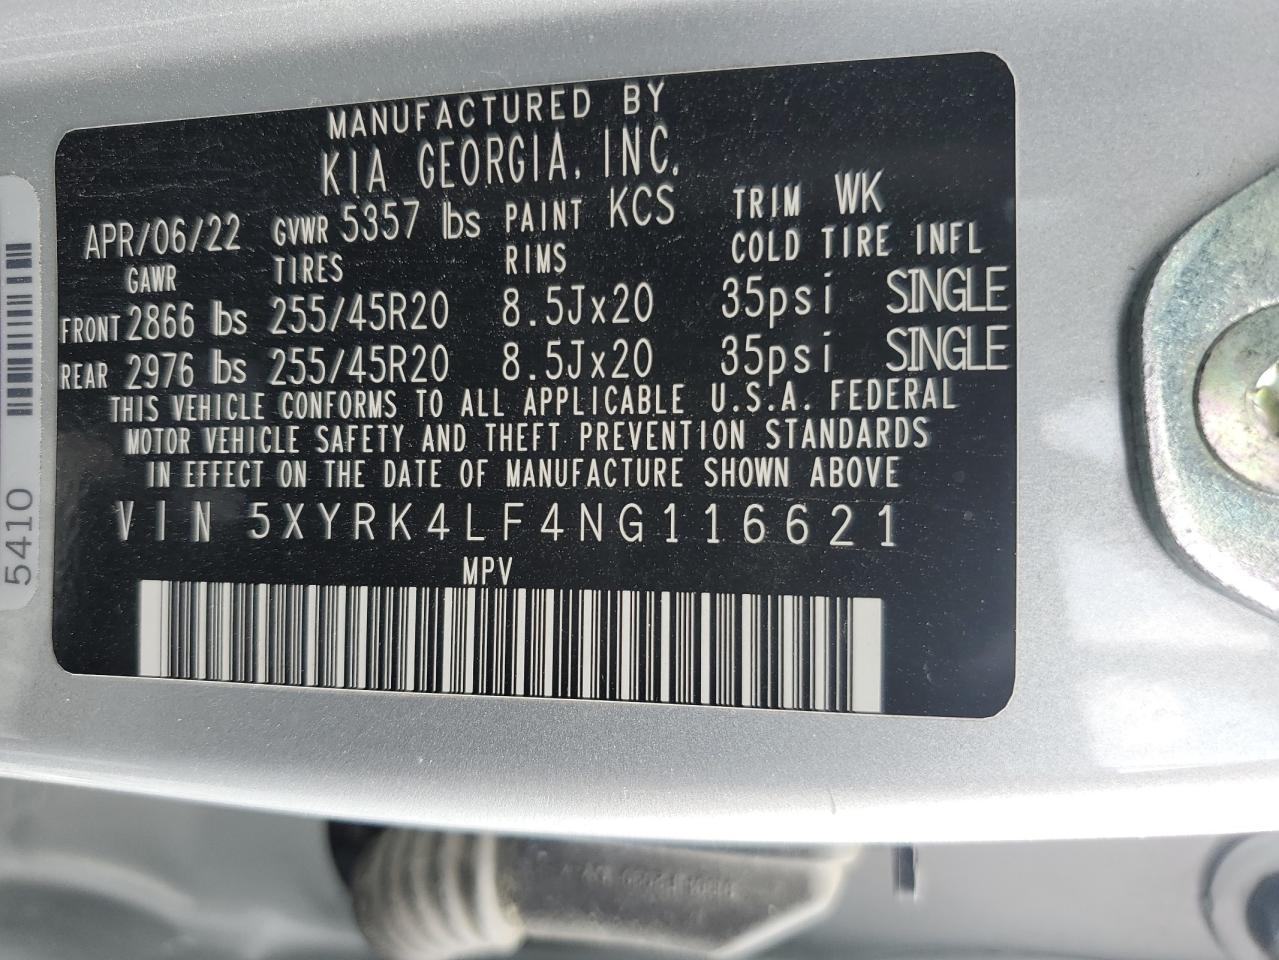 MANUFACTURED BY
KIA GEORGIA, INC.
APR/06/22 GVWR 5357 lbs PAINT KCS TRIM WK
GAWR TIRES RIMS COLD TIRE INFL
FRONT 2866 lbs 255/45R20 8.5Jx20 35psi SINGLE
REAR 2976 lbs 255/45R20 8.5Jx20 35psi SINGLE
THIS VEHICLE CONFORMS TO ALL APPLICABLE U.S.A. FEDERAL
MOTOR VEHICLE SAFETY AND THEFT PREVENTION STANDARDS
IN EFFECT ON THE DATE OF MANUFACTURE SHOWN ABOVE
VIN 5XYRK4LF4NG116621
MPV
5410